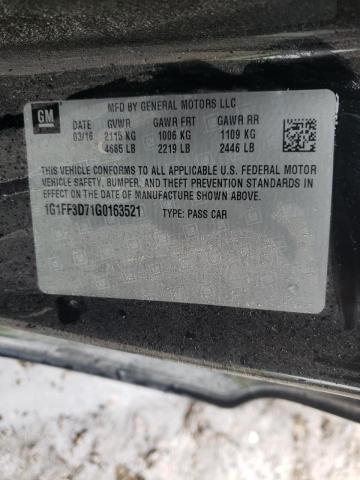 GM
MFD BY GENERAL MOTORS LLC
DATE GVWR GAWR FRT GAWR RR
03/16 2115 KG 1006 KG 1109 KG
4665 LB 2219 LB 2446 LB
THIS VEHICLE CONFORMS TO ALL APPLICABLE U.S. FEDERAL MOTOR
VEHICLE SAFETY, BUMPER, AND THEFT PREVENTION STANDARDS
IN EFFECT ON THE DATE OF MANUFACTURE SHOWN ABOVE.
1G1FF3D71G0163521 TYPE: PASS CAR